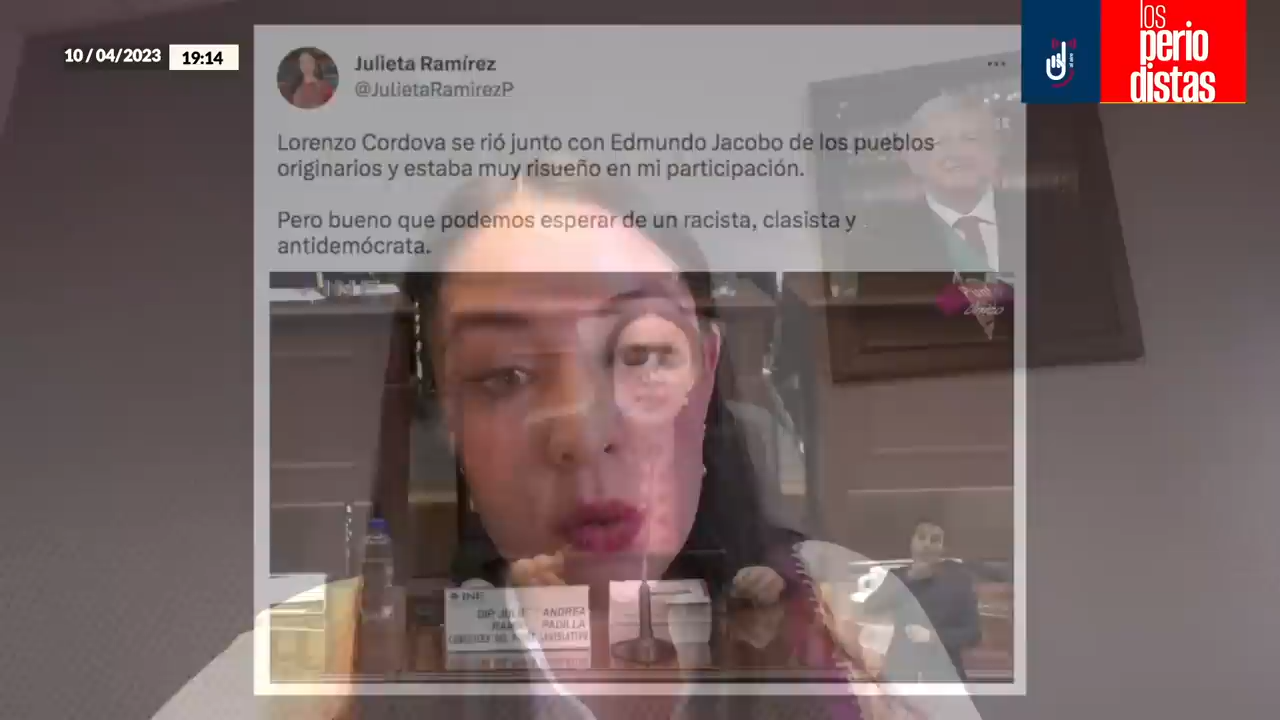 10/04/2023 19:14
los
perio
distas
Julieta Ramírez
@JulietaRamirezP
Lorenzo Cordova se rió junto con Edmundo Jacobo de los pueblos
originarios y estaba muy risueño en mi participación.
Pero bueno que podemos esperar de un racista, clasista y
antidemócrata.
INE
ANDREA
PADILLA